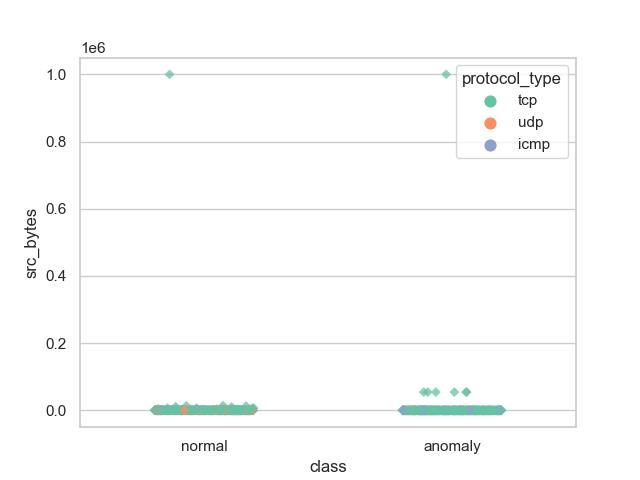 1e6
1.0
0.8
0.6
0.4
0.2
0.0
src_bytes
protocol_type
tcp
udp
icmp
normal
anomaly
class